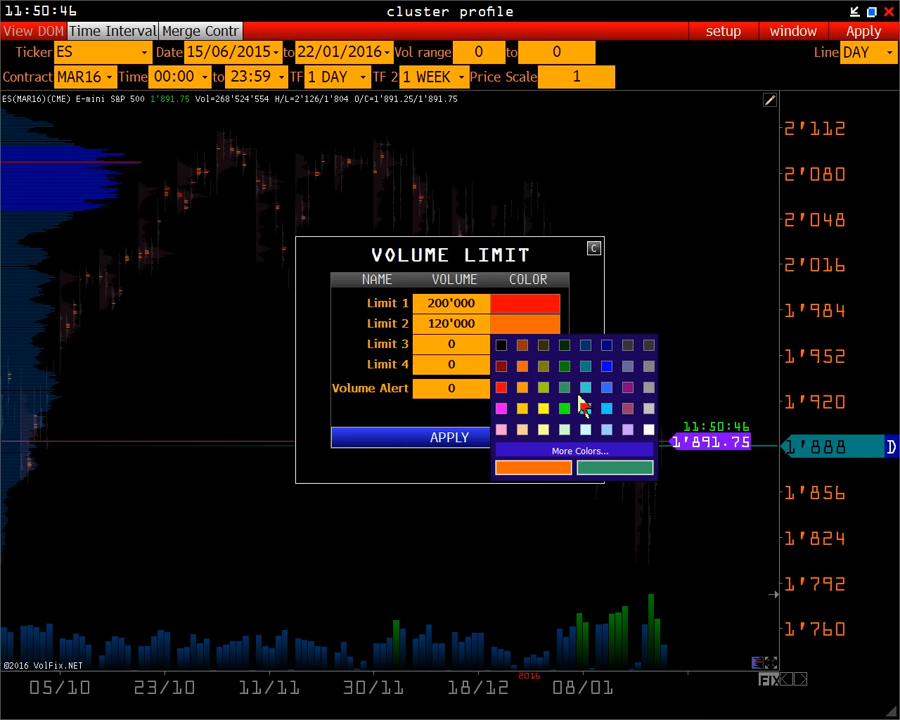 11:50:46 cluster profile
View DOM Time Interval Merge Contr setup window Apply
Ticker ES Date 15/06/2015 to 22/01/2016 Vol range 0 to 0 Line DAY
Contract MAR16 Time 00:00 to 23:59 TF 1 DAY TF 2 1 WEEK Price Scale 1
ES(MAR16)(CME) E-mini S&P 500 1'891.75 Vol=268'524'554 H/L=2'126/1'804 O/C=1'891.25/1'891.75
2'112
2'080
2'048
2'016
1'984
1'952
1'920
1'888 D
1'856
1'824
1'792
1'760
VOLUME LIMIT C
NAME VOLUME COLOR
Limit 1 200'000
Limit 2 120'000
Limit 3 0
Limit 4 0
Volume Alert 0
APPLY
More Colors...
11:50:46
1'891.75
©2016 VolFix.NET
05/10 23/10 11/11 30/11 18/12 2016 08/01
FIX